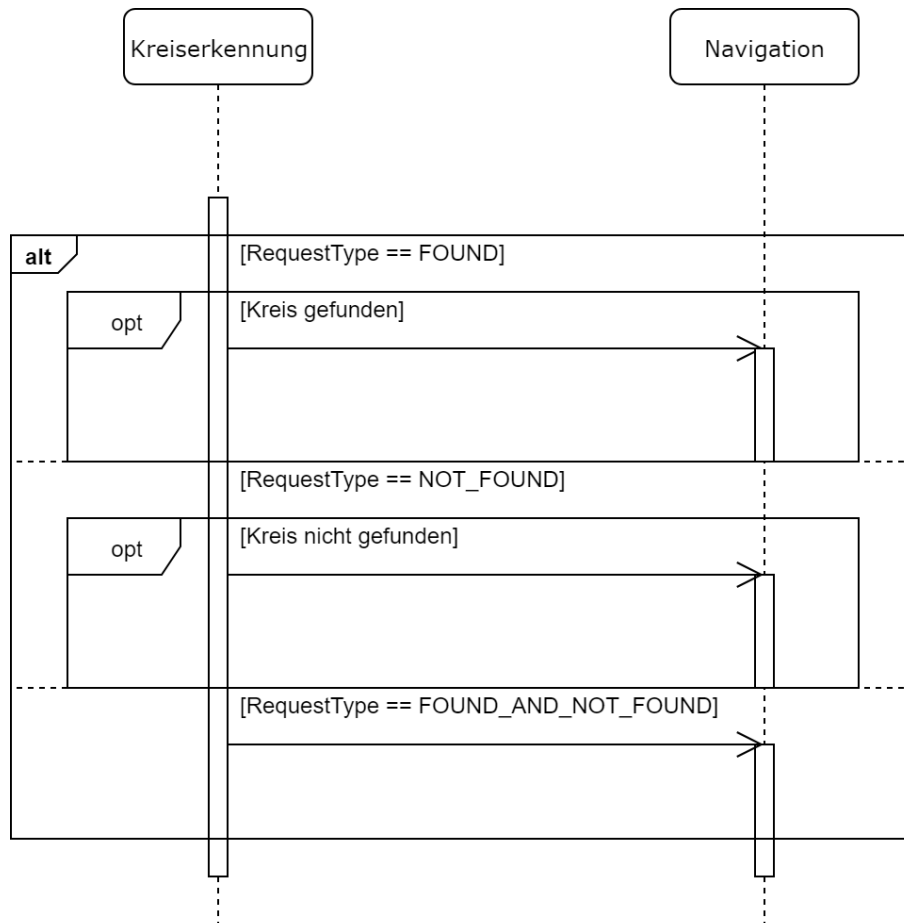 Kreiserkennung
Navigation
alt
[RequestType == FOUND]
opt
[Kreis gefunden]
[RequestType == NOT_FOUND]
opt
[Kreis nicht gefunden]
[RequestType == FOUND_AND_NOT_FOUND]